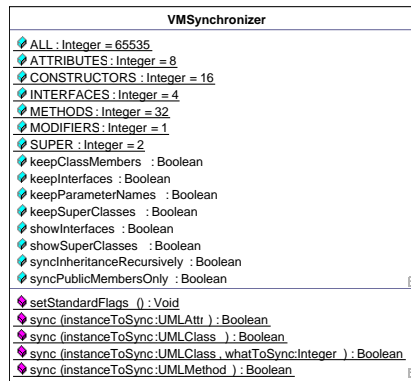 VMSynchronizer
ALL : Integer = 65535
ATTRIBUTES : Integer = 8
CONSTRUCTORS : Integer = 16
INTERFACES : Integer = 4
METHODS : Integer = 32
MODIFIERS : Integer = 1
SUPER : Integer = 2
keepClassMembers : Boolean
keepInterfaces : Boolean
keepParameterNames : Boolean
keepSuperClasses : Boolean
showInterfaces : Boolean
showSuperClasses : Boolean
syncInheritanceRecursively : Boolean
syncPublicMembersOnly : Boolean
setStandardFlags () : Void
sync (instanceToSync:UMLAttr ) : Boolean
sync (instanceToSync:UMLClass ) : Boolean
sync (instanceToSync:UMLClass , whatToSync:Integer ) : Boolean
sync (instanceToSync:UMLMethod ) : Boolean